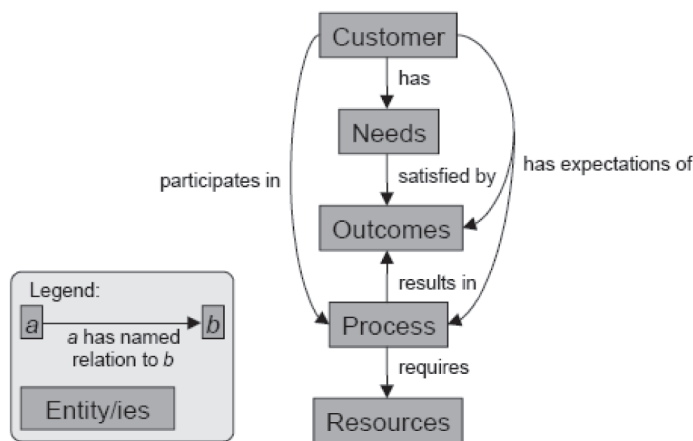 Customer
has
Needs
participates in
satisfied by
has expectations of
Outcomes
results in
Legend:
a
b
a has named
relation to b
Process
requires
Entity/ies
Resources